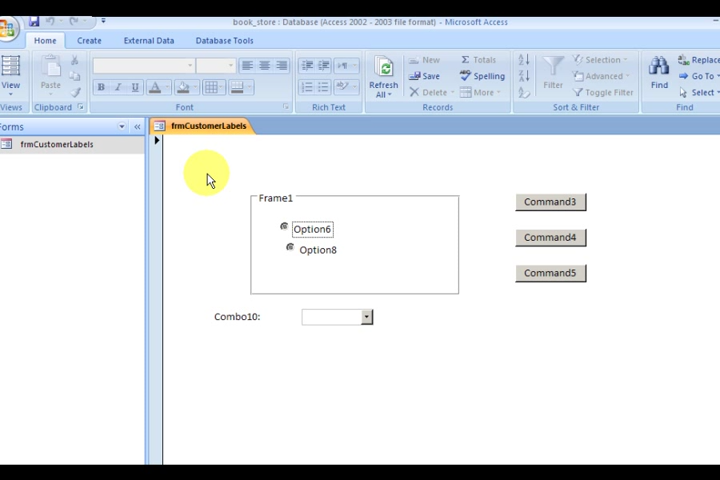 book_store : Database (Access 2002 - 2003 file format) - Microsoft Access
Home Create External Data Database Tools
View
Views
Paste
Clipboard
B I U A
Font
Rich Text
Refresh All
New
Save
Delete
Totals
Spelling
More
Records
Filter
Selection
Advanced
Toggle Filter
Sort & Filter
Find
Replace
Go To
Select
Find
Forms
frmCustomerLabels
frmCustomerLabels
Frame1
Option6
Option8
Combo10:
Command3
Command4
Command5